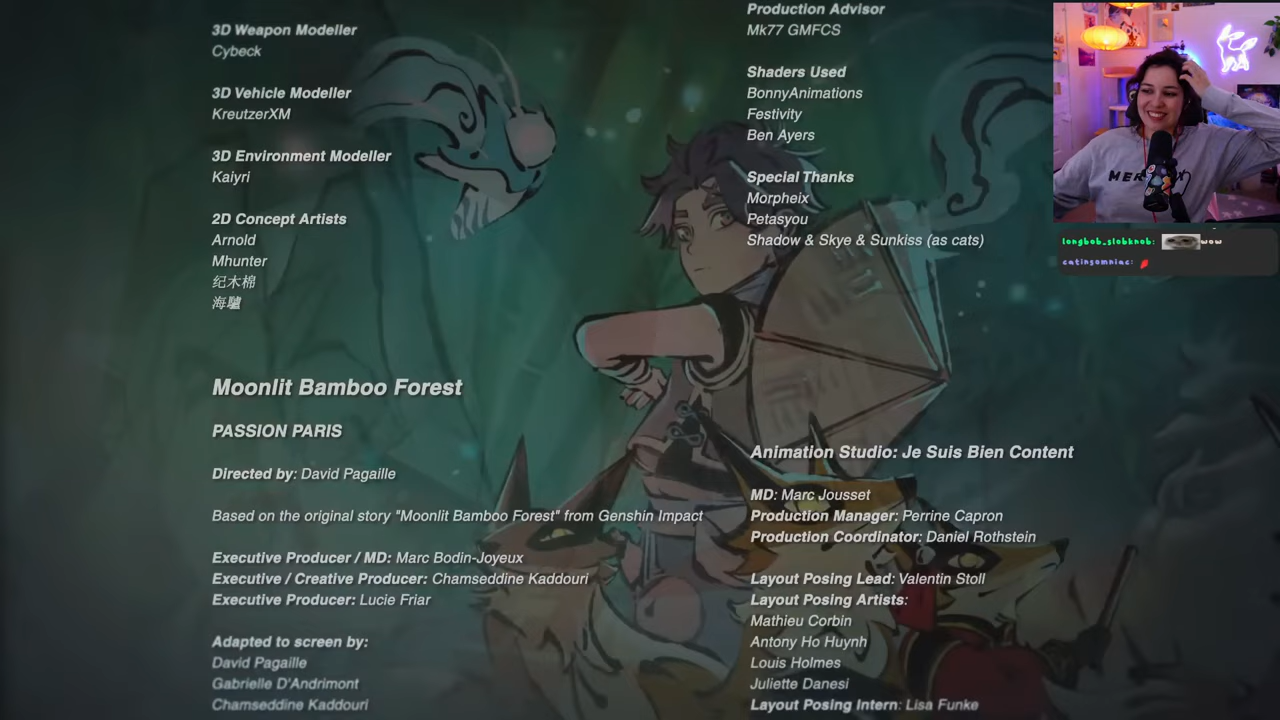 3D Weapon Modeller
Cybeck
3D Vehicle Modeller
KreutzerXM
3D Environment Modeller
Kaiyri
2D Concept Artists
Arnold
Mhunter
纪木棉
海驢
Moonlit Bamboo Forest
PASSION PARIS
Directed by: David Pagaille
Based on the original story "Moonlit Bamboo Forest" from Genshin Impact
Executive Producer / MD: Marc Bodin-Joyeux
Executive / Creative Producer: Chamseddine Kaddouri
Executive Producer: Lucie Friar
Adapted to screen by:
David Pagaille
Gabrielle D'Andrimont
Chamseddine Kaddouri
Production Advisor
Mk77 GMFCS
Shaders Used
BonnyAnimations
Festivity
Ben Ayers
Special Thanks
Morpheix
Petasyou
Shadow & Skye & Sunkiss (as cats)
Animation Studio: Je Suis Bien Content
MD: Marc Jousset
Production Manager: Perrine Capron
Production Coordinator: Daniel Rothstein
Layout Posing Lead: Valentin Stoll
Layout Posing Artists:
Mathieu Corbin
Antony Ho Huynh
Louis Holmes
Juliette Danesi
Layout Posing Intern: Lisa Funke
longbob_slobknob: wow
catinsomniac: